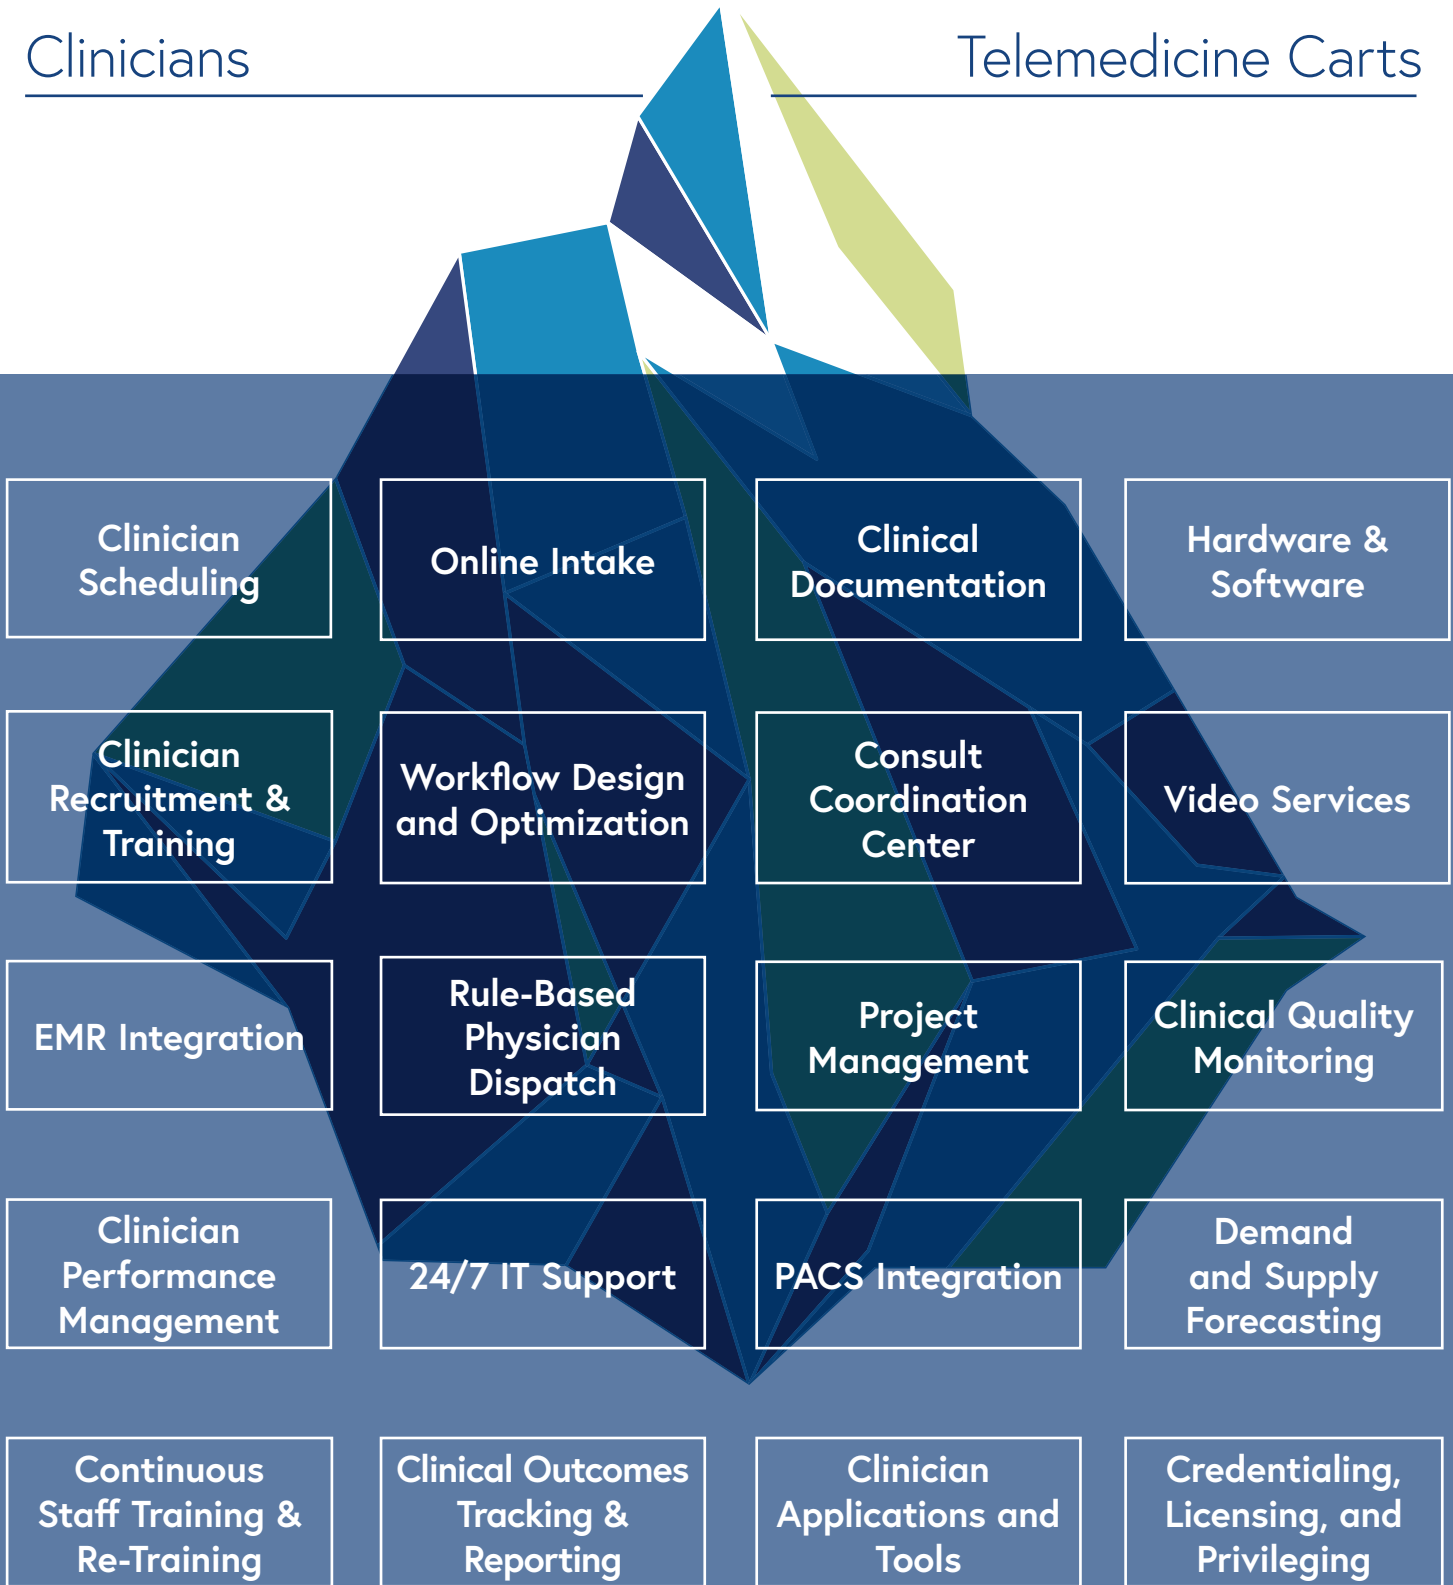 Clinicians
Telemedicine Carts
Clinician
Scheduling
Online Intake
Clinical
Documentation
Hardware &
Software
Clinician
Recruitment &
Training
Workflow Design
and Optimization
Consult
Coordination
Center
Video Services
EMR Integration
Rule-Based
Physician
Dispatch
Project
Management
Clinical Quality
Monitoring
Clinician
Performance
Management
24/7 IT Support
PACS Integration
Demand
and Supply
Forecasting
Continuous
Staff Training &
Re-Training
Clinical Outcomes
Tracking &
Reporting
Clinician
Applications and
Tools
Credentialing,
Licensing, and
Privileging